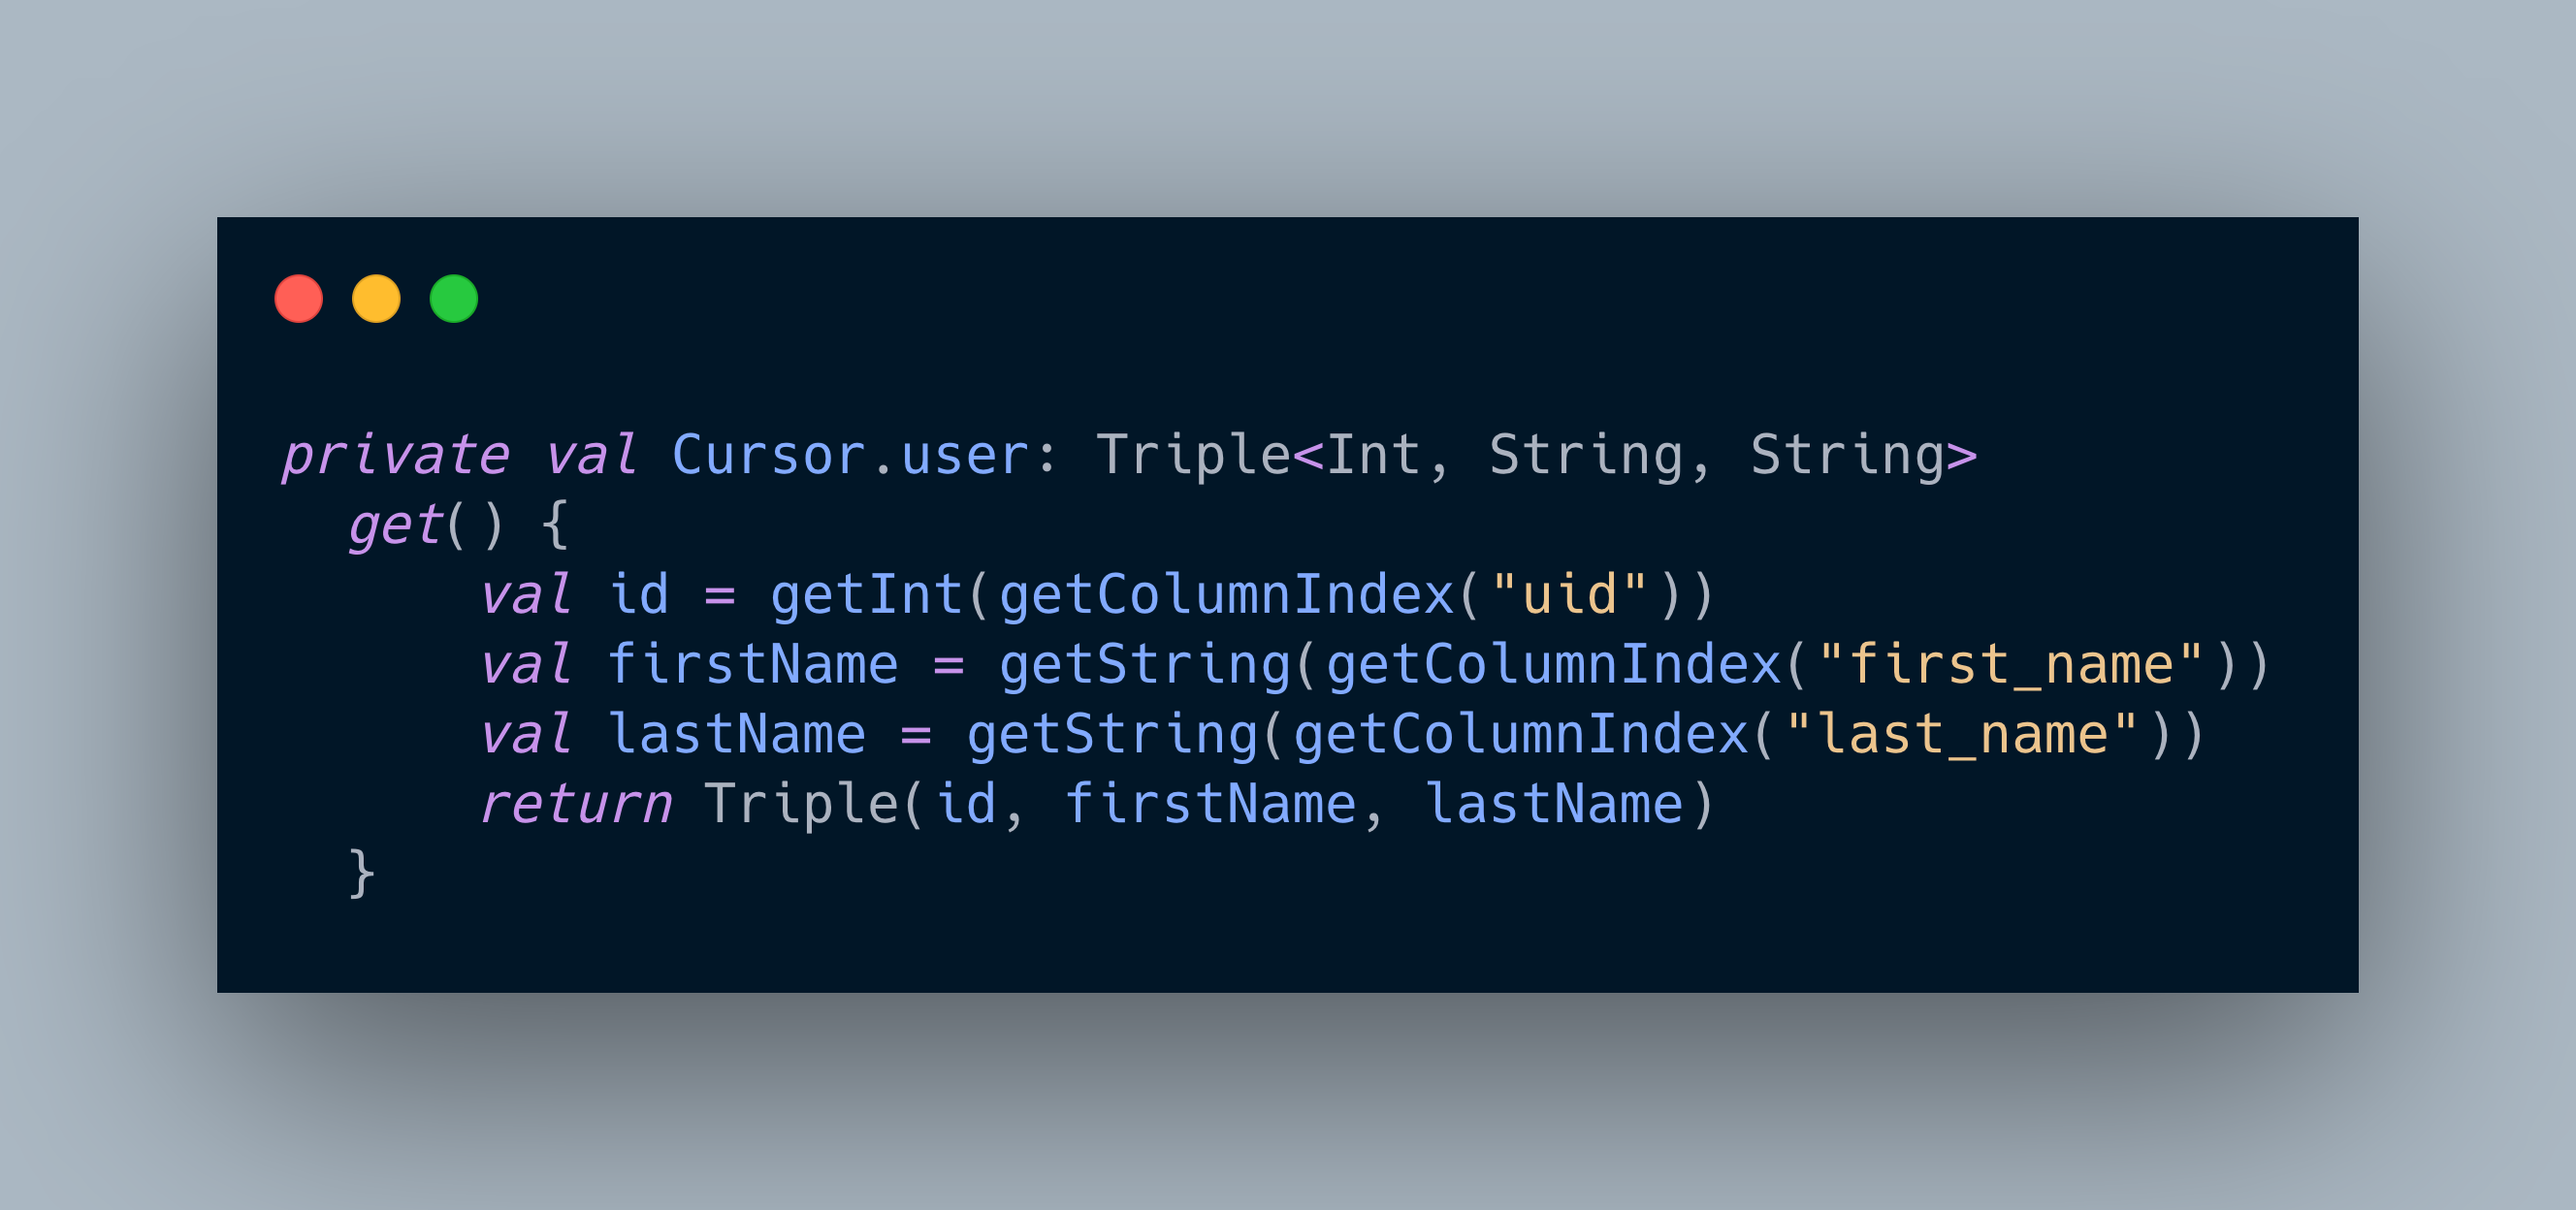 private val Cursor.user: Triple<Int, String, String>
  get() {
      val id = getInt(getColumnIndex("uid"))
      val firstName = getString(getColumnIndex("first_name"))
      val lastName = getString(getColumnIndex("last_name"))
      return Triple(id, firstName, lastName)
  }